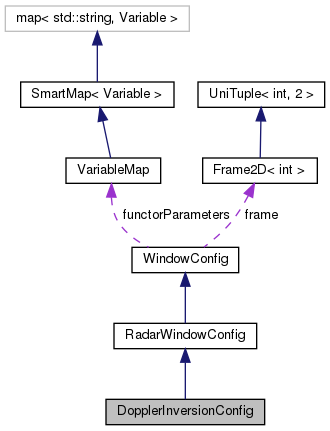 map< std::string, Variable >
SmartMap< Variable >
UniTuple< int, 2 >
VariableMap
Frame2D< int >
functorParameters
frame
WindowConfig
RadarWindowConfig
DopplerInversionConfig